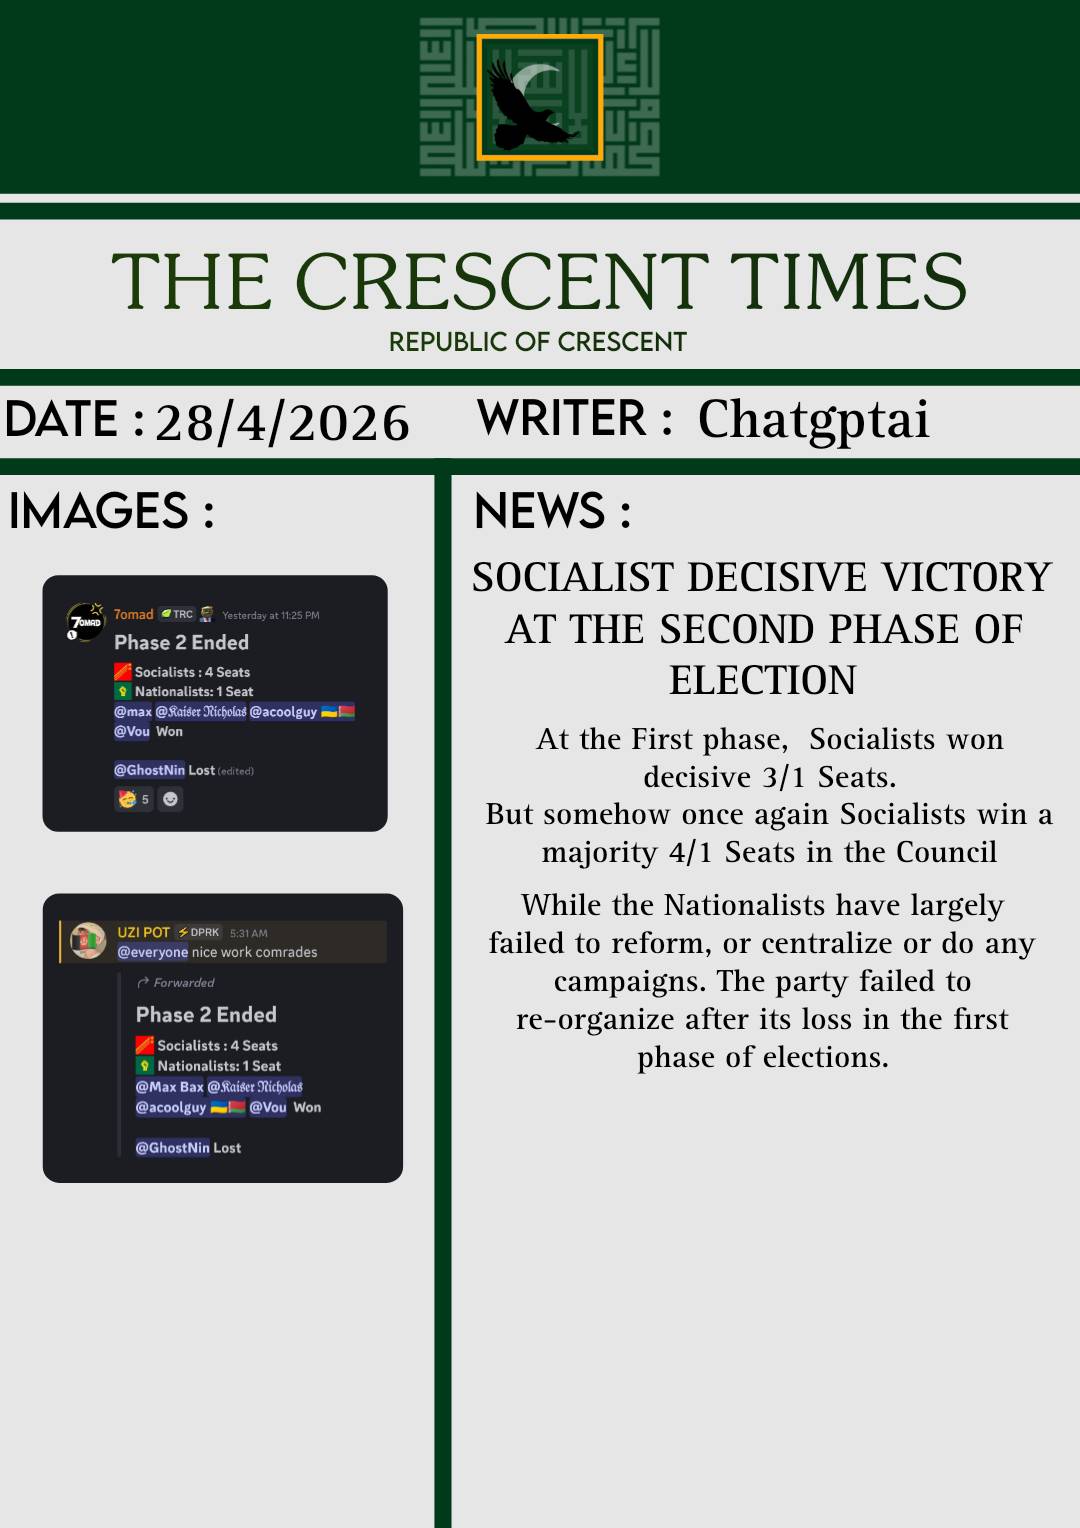 THE CRESCENT TIMES
REPUBLIC OF CRESCENT
DATE : 28/4/2026
WRITER : Chatgptai
IMAGES :
7omad TRC Yesterday at 11:25 PM
7OMAD
Phase 2 Ended
Socialists : 4 Seats
Nationalists: 1 Seat
@max @𝔎𝔞𝔦𝔰𝔢𝔯 𝔑𝔦𝔠𝔥𝔬𝔩𝔞𝔰 @acoolguy 🇺🇦🇧🇾
@Vou Won
@GhostNin Lost (edited)
5
UZI POT ⚡DPRK 5:31 AM
@everyone nice work comrades
Forwarded
Phase 2 Ended
Socialists : 4 Seats
Nationalists: 1 Seat
@Max Bax @𝔎𝔞𝔦𝔰𝔢𝔯 𝔑𝔦𝔠𝔥𝔬𝔩𝔞𝔰
@acoolguy 🇺🇦🇧🇾 @Vou Won
@GhostNin Lost
NEWS :
SOCIALIST DECISIVE VICTORY
AT THE SECOND PHASE OF
ELECTION
At the First phase, Socialists won
decisive 3/1 Seats.
But somehow once again Socialists win a
majority 4/1 Seats in the Council
While the Nationalists have largely
failed to reform, or centralize or do any
campaigns. The party failed to
re-organize after its loss in the first
phase of elections.